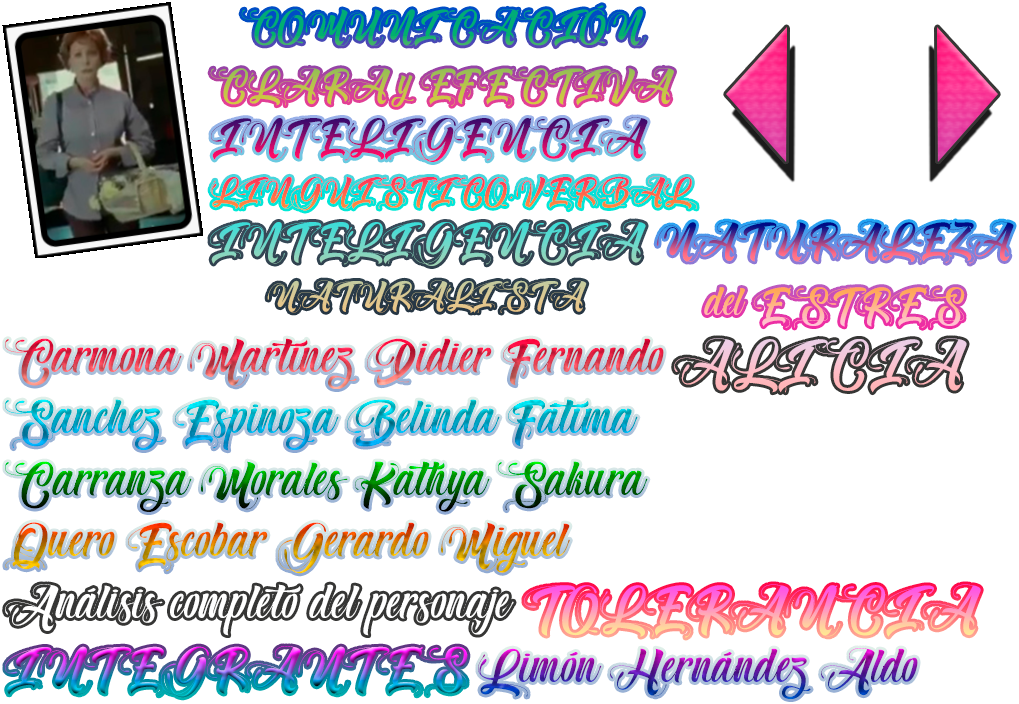 COMUNICACIÓN
CLARA y EFECTIVA
INTELIGENCIA
LINGUISTICO-VERBAL
INTELIGENCIA
NATURALISTA
NATURALEZA
del ESTRES
ALICIA
Carmona Martinez Didier Fernando
Sanchez Espinoza Belinda Fátima
Carranza Morales Kathya Sakura
Quero Escobar Gerardo Miguel
Análisis completo del personaje
TOLERANCIA
INTEGRANTES
Limón Hernández Aldo